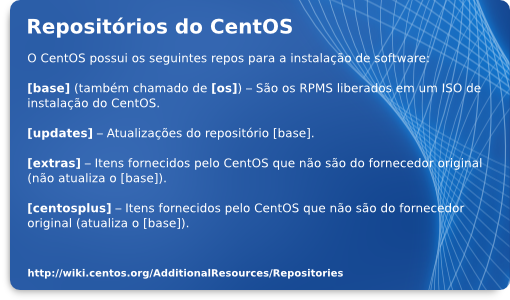 Repositórios do CentOS
O CentOS possui os seguintes repos para a instalação de software:
[base] (também chamado de [os]) – São os RPMS liberados em um ISO de
instalação do CentOS.
[updates] – Atualizações do repositório [base].
[extras] – Itens fornecidos pelo CentOS que não são do fornecedor original
(não atualiza o [base]).
[centosplus] – Itens fornecidos pelo CentOS que não são do fornecedor
original (atualiza o [base]).
http://wiki.centos.org/AdditionalResources/Repositories